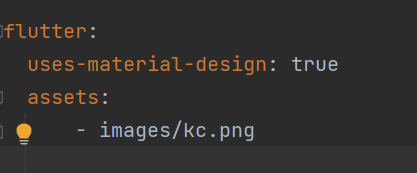 flutter:
  uses-material-design: true
  assets:
      - images/kc.png